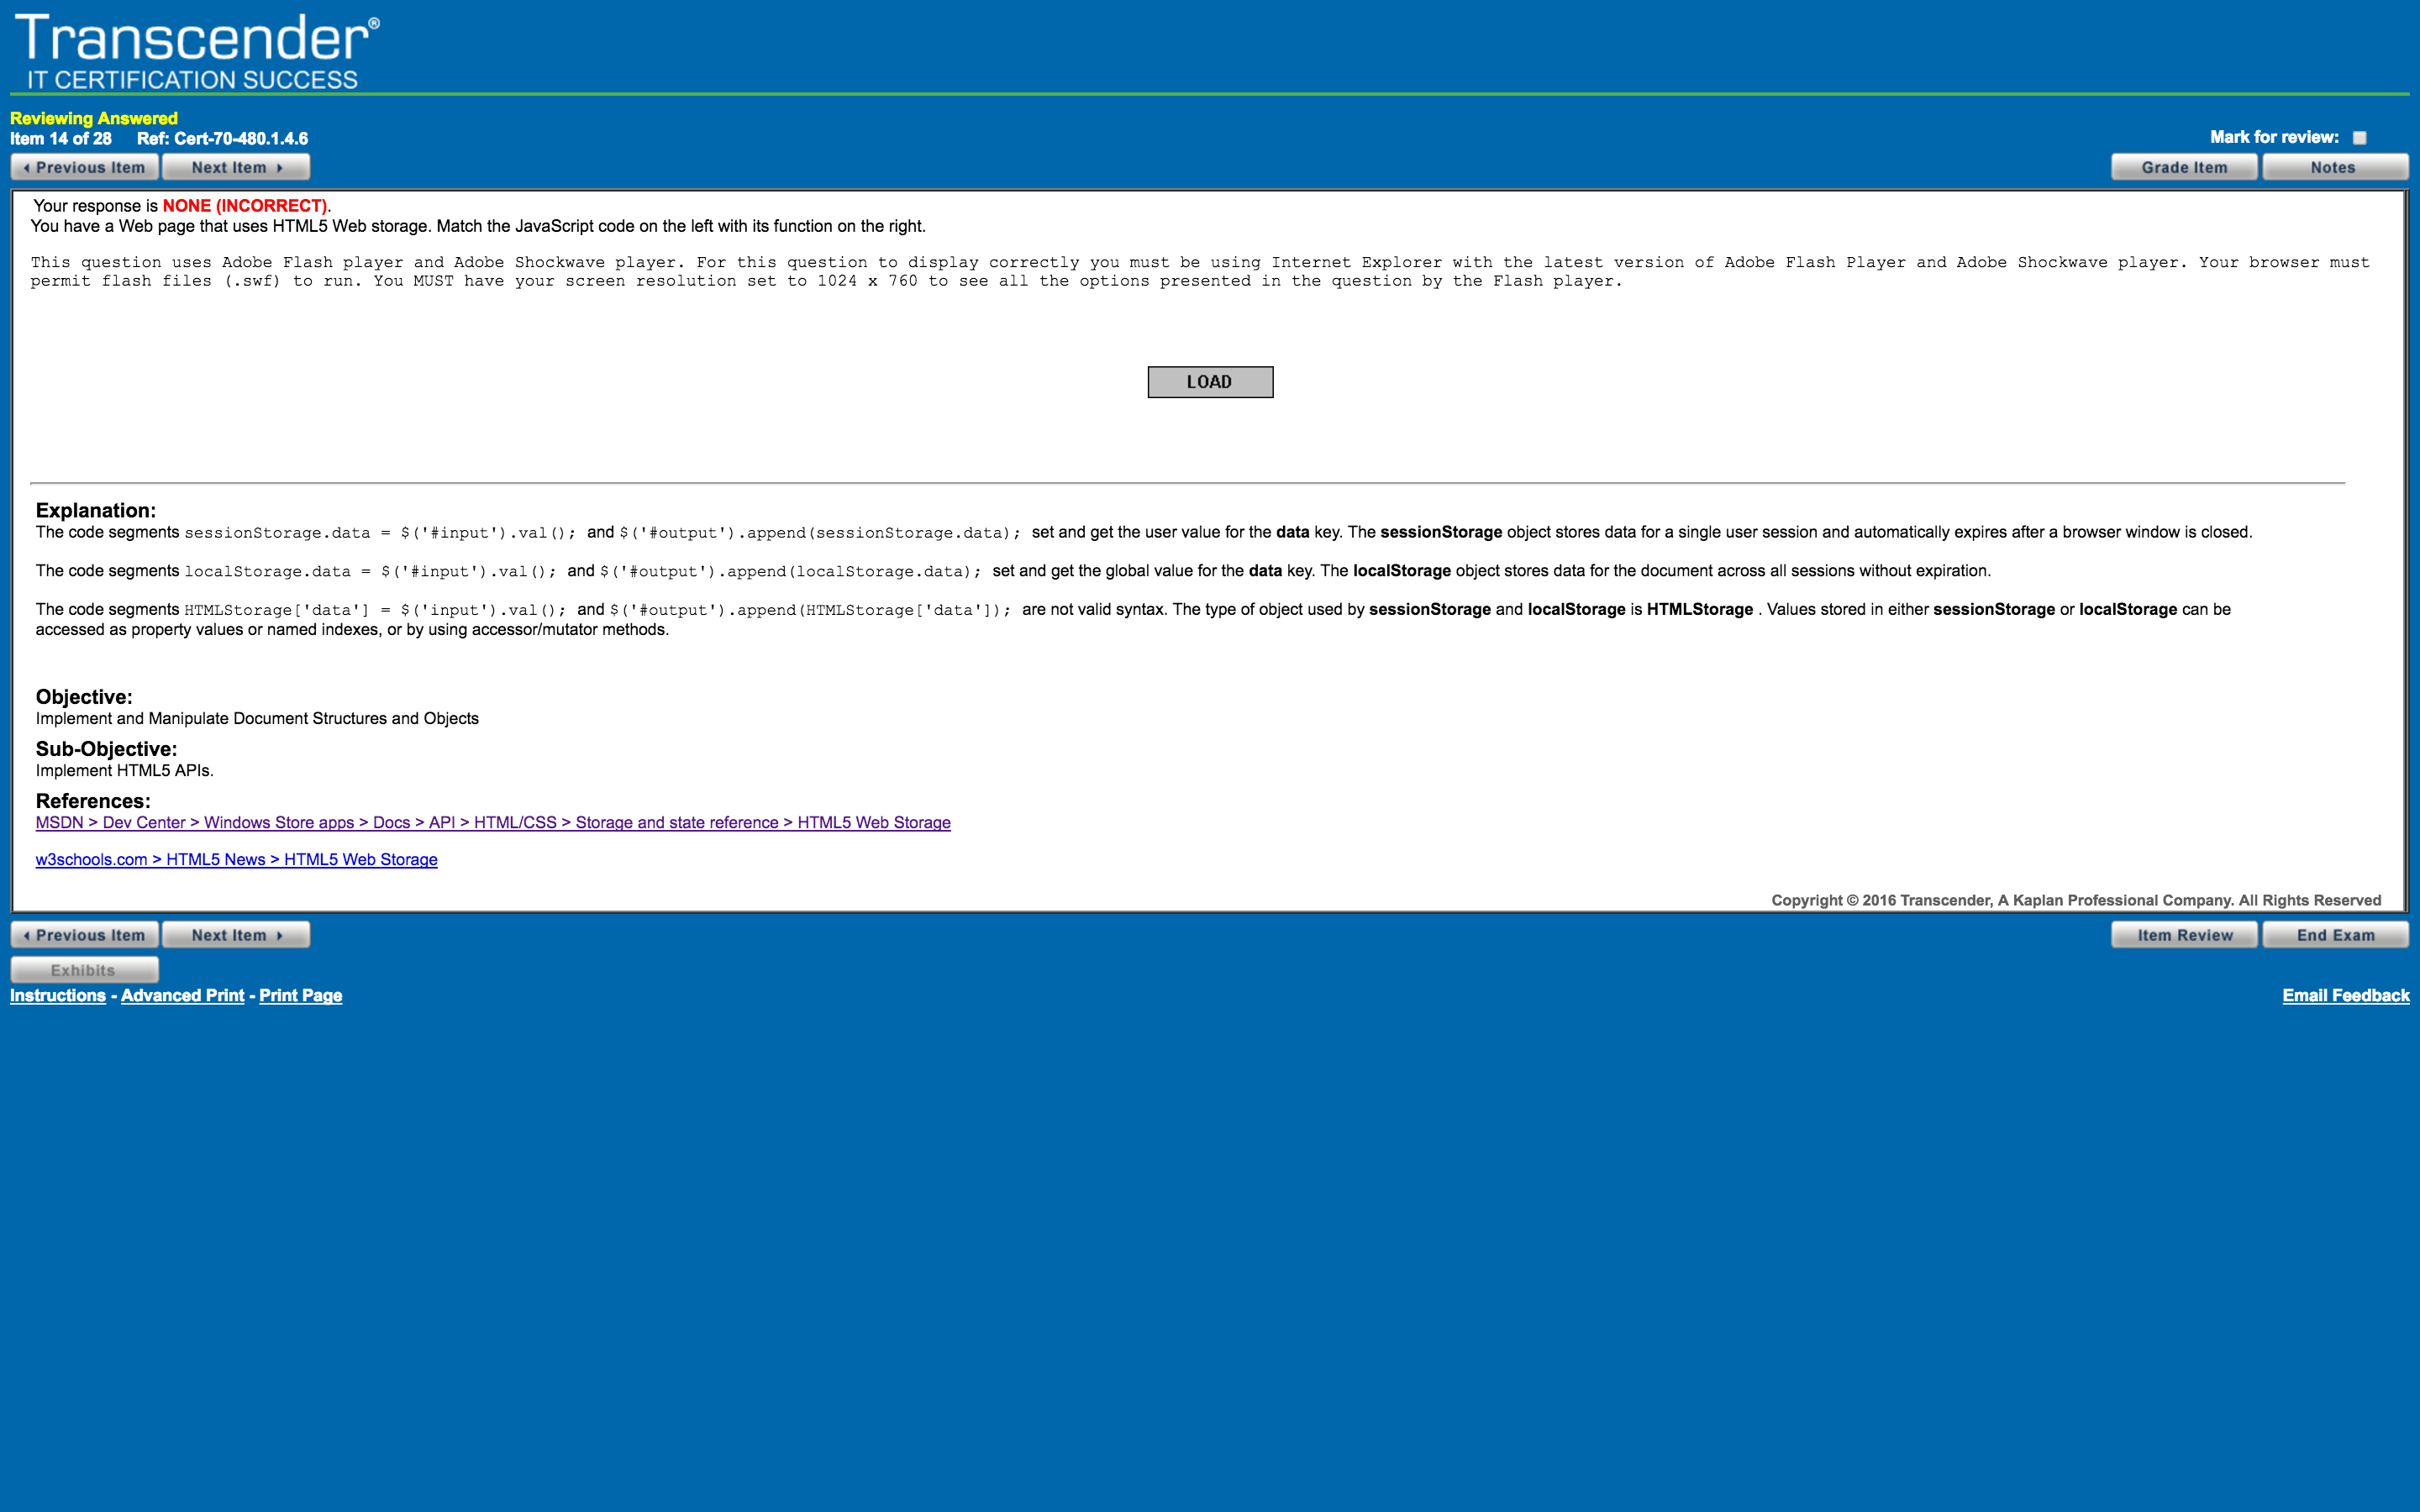 Transcender®
IT CERTIFICATION SUCCESS
Reviewing Answered
Item 14 of 28 Ref: Cert-70-480.1.4.6
Mark for review:
Previous Item Next Item Grade Item Notes
Your response is NONE (INCORRECT).
You have a Web page that uses HTML5 Web storage. Match the JavaScript code on the left with its function on the right.
This question uses Adobe Flash player and Adobe Shockwave player. For this question to display correctly you must be using Internet Explorer with the latest version of Adobe Flash Player and Adobe Shockwave player. Your browser must
permit flash files (.swf) to run. You MUST have your screen resolution set to 1024 x 760 to see all the options presented in the question by the Flash player.
LOAD
Explanation:
The code segments sessionStorage.data = $('#input').val(); and $('#output').append(sessionStorage.data); set and get the user value for the data key. The sessionStorage object stores data for a single user session and automatically expires after a browser window is closed.
The code segments localStorage.data = $('#input').val(); and $('#output').append(localStorage.data); set and get the global value for the data key. The localStorage object stores data for the document across all sessions without expiration.
The code segments HTMLStorage['data'] = $('input').val(); and $('#output').append(HTMLStorage['data']); are not valid syntax. The type of object used by sessionStorage and localStorage is HTMLStorage . Values stored in either sessionStorage or localStorage can be
accessed as property values or named indexes, or by using accessor/mutator methods.
Objective:
Implement and Manipulate Document Structures and Objects
Sub-Objective:
Implement HTML5 APIs.
References:
MSDN > Dev Center > Windows Store apps > Docs > API > HTML/CSS > Storage and state reference > HTML5 Web Storage
w3schools.com > HTML5 News > HTML5 Web Storage
Copyright © 2016 Transcender, A Kaplan Professional Company. All Rights Reserved
Previous Item Next Item Item Review End Exam
Exhibits
Instructions - Advanced Print - Print Page Email Feedback